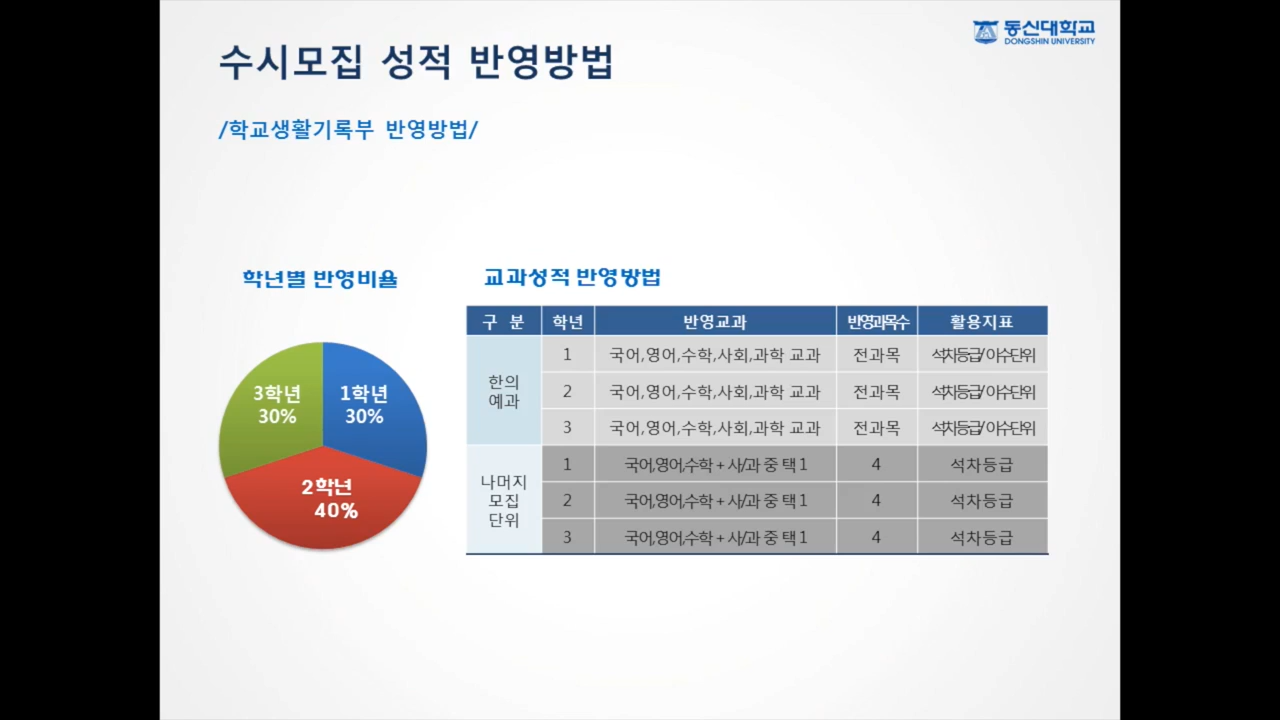 동신대학교
DONGSHIN UNIVERSITY
수시모집 성적 반영방법
/학교생활기록부 반영방법/
학년별 반영비율
3학년
30%
1학년
30%
2학년
40%
교과성적 반영방법
구 분 학년 반영교과 반영과목수 활용지표
한의
예과
1 국어,영어,수학,사회,과학 교과 전과목 석차등급/ 이수단위
2 국어,영어,수학,사회,과학 교과 전과목 석차등급/ 이수단위
3 국어,영어,수학,사회,과학 교과 전과목 석차등급/ 이수단위
나머지
모집
단위
1 국어,영어,수학 + 사/과 중 택 1 4 석차등급
2 국어,영어,수학 + 사/과 중 택 1 4 석차등급
3 국어,영어,수학 + 사/과 중 택 1 4 석차등급